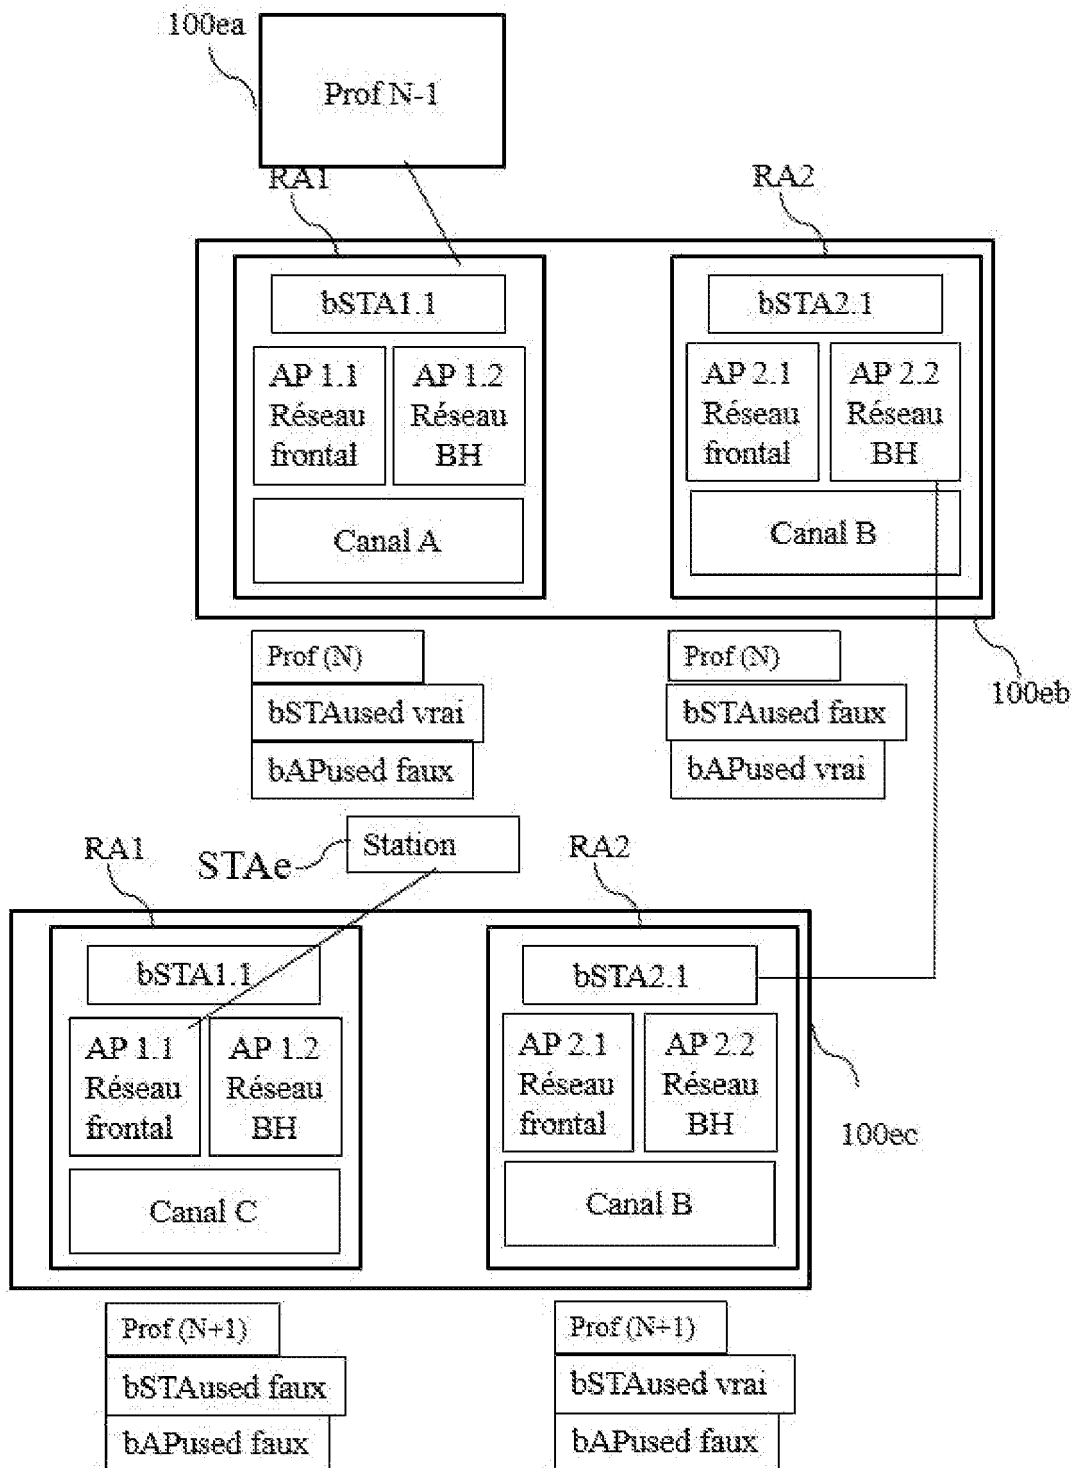 100ea
Prof N-1
RA1
RA2
bSTA1.1
bSTA2.1
AP 1.1
Réseau
frontal
AP 1.2
Réseau
BH
AP 2.1
Réseau
frontal
AP 2.2
Réseau
BH
Canal A
Canal B
100eb
Prof (N)
bSTAused vrai
bAPused faux
Prof (N)
bSTAused faux
bAPused vrai
Station
STAe
RA1
RA2
bSTA1.1
bSTA2.1
AP 1.1
Réseau
frontal
AP 1.2
Réseau
BH
AP 2.1
Réseau
frontal
AP 2.2
Réseau
BH
100ec
Canal C
Canal B
Prof (N+1)
bSTAused faux
bAPused faux
Prof (N+1)
bSTAused vrai
bAPused faux